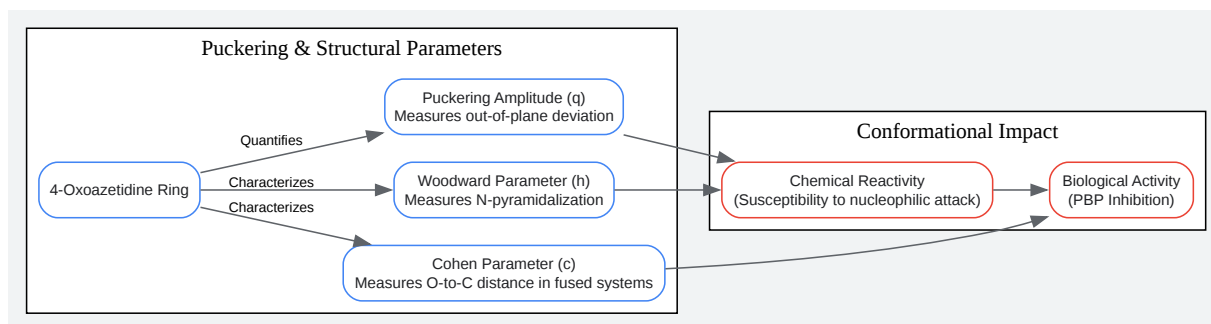 Puckering & Structural Parameters
Puckering Amplitude (q)
Measures out-of-plane deviation
Quantifies
4-Oxoazetidine Ring
Characterizes
Woodward Parameter (h)
Measures N-pyramidalization
Characterizes
Cohen Parameter (c)
Measures O-to-C distance in fused systems
Conformational Impact
Chemical Reactivity
(Susceptibility to nucleophilic attack)
Biological Activity
(PBP Inhibition)